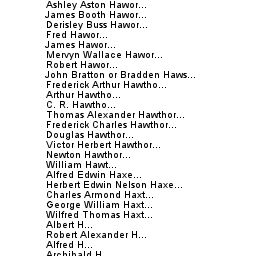 Ashley Aston Hawor...
James Booth Hawor...
Derisley Buss Hawor...
Fred Hawor...
James Hawor...
Mervyn Wallace Hawor...
Robert Hawor...
John Bratton or Bradden Haws...
Frederick Arthur Hawtho...
Arthur Hawtho...
C. R. Hawtho...
Thomas Alexander Hawthor...
Frederick Charles Hawthor...
Douglas Hawthor...
Victor Herbert Hawthor...
Newton Hawthor...
William Hawt...
Alfred Edwin Haxe...
Herbert Edwin Nelson Haxe...
Charles Armond Haxt...
George William Haxt...
Wilfred Thomas Haxt...
Albert H...
Robert Alexander H...
Alfred H...
Archibald H...